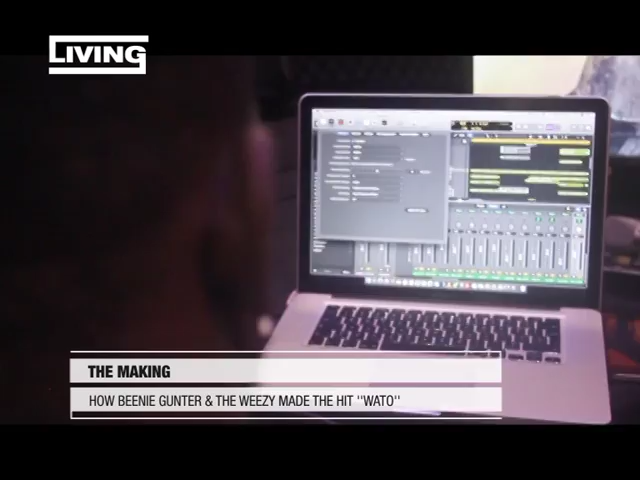 LIVING
THE MAKING
HOW BEENIE GUNTER & THE WEEZY MADE THE HIT "WATO"